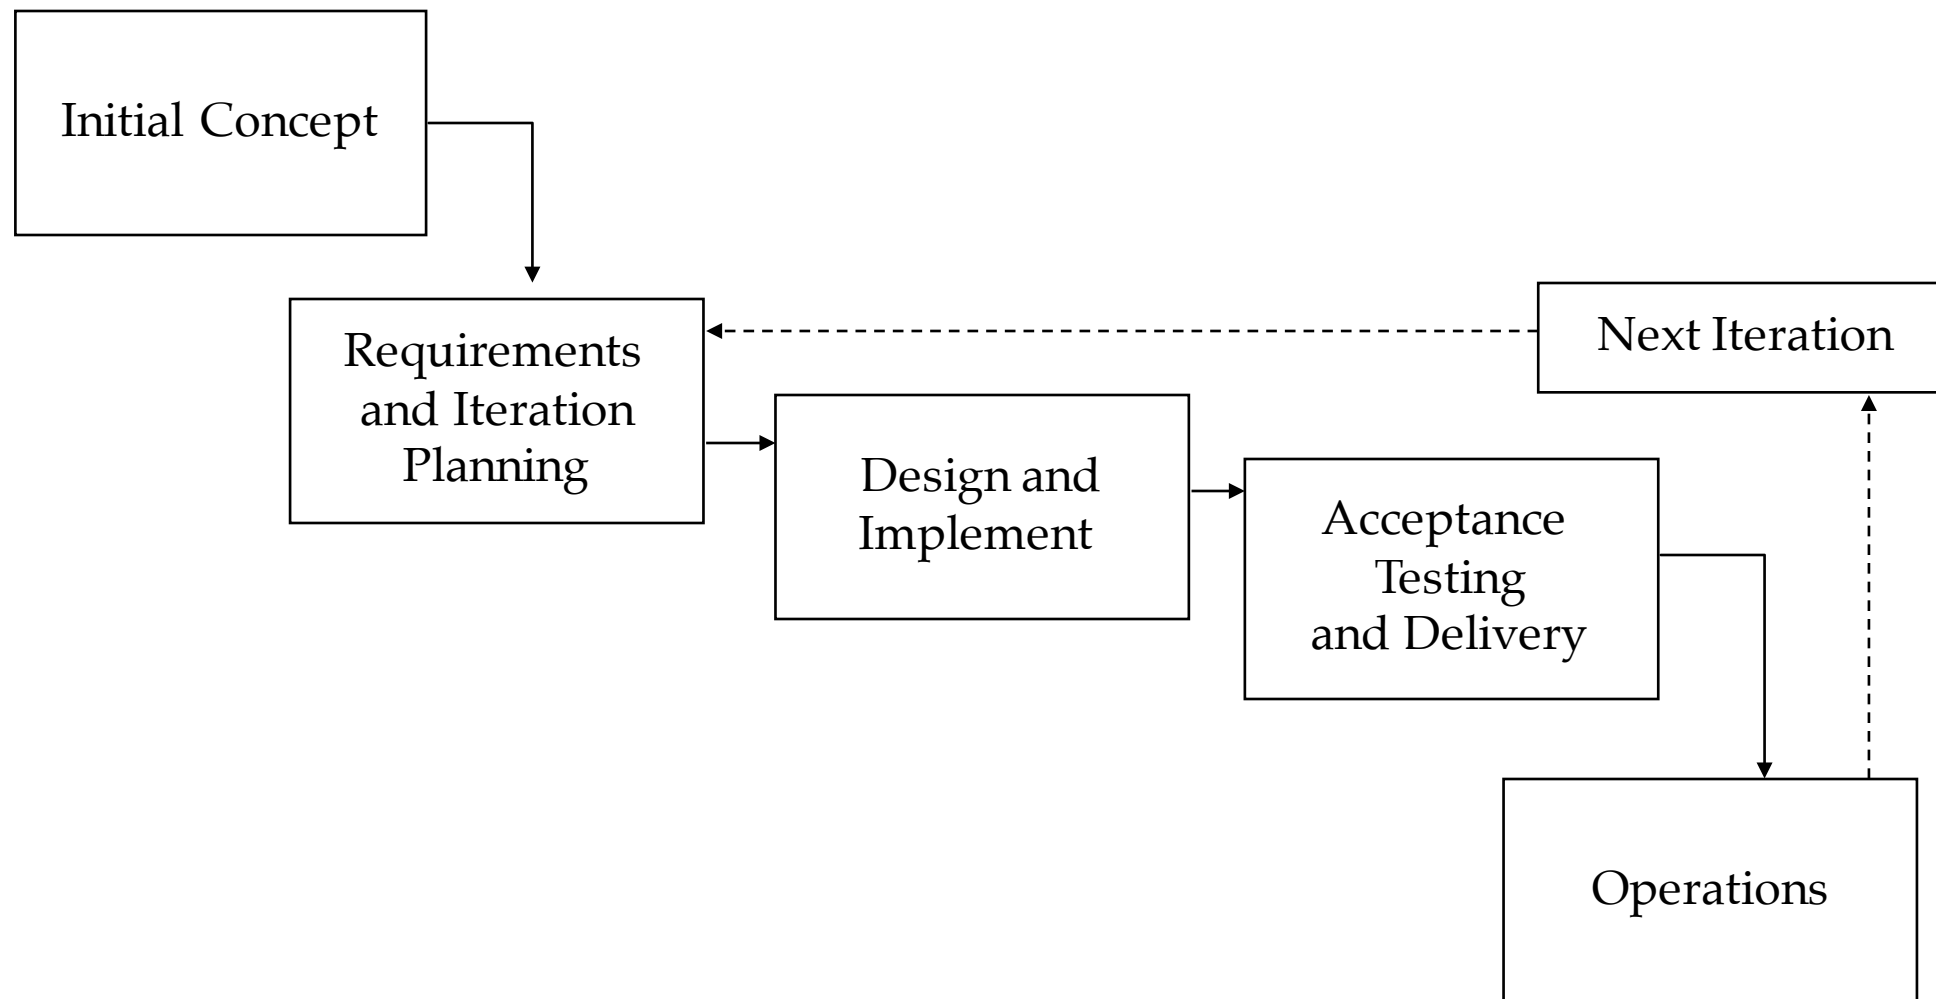 Initial Concept
Requirements
and Iteration
Planning
Next Iteration
Design and
Implement
Acceptance
Testing
and Delivery
Operations